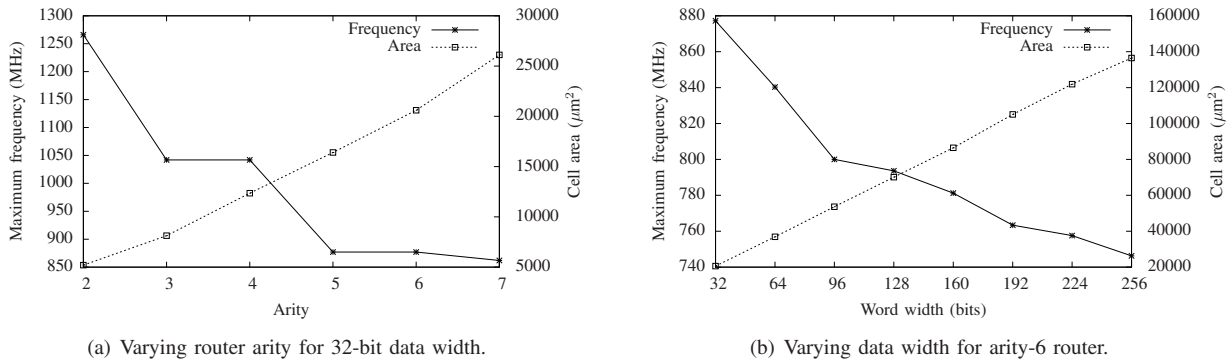 1300
1250
1200
1150
1100
1050
1000
950
900
850
Maximum frequency (MHz)
2 3 4 5 6 7
Arity
30000
25000
20000
15000
10000
5000
Cell area (μm²)
Frequency
Area
(a) Varying router arity for 32-bit data width.
880
860
840
820
800
780
760
740
Maximum frequency (MHz)
32 64 96 128 160 192 224 256
Word width (bits)
160000
140000
120000
100000
80000
60000
40000
20000
Cell area (μm²)
Frequency
Area
(b) Varying data width for arity-6 router.